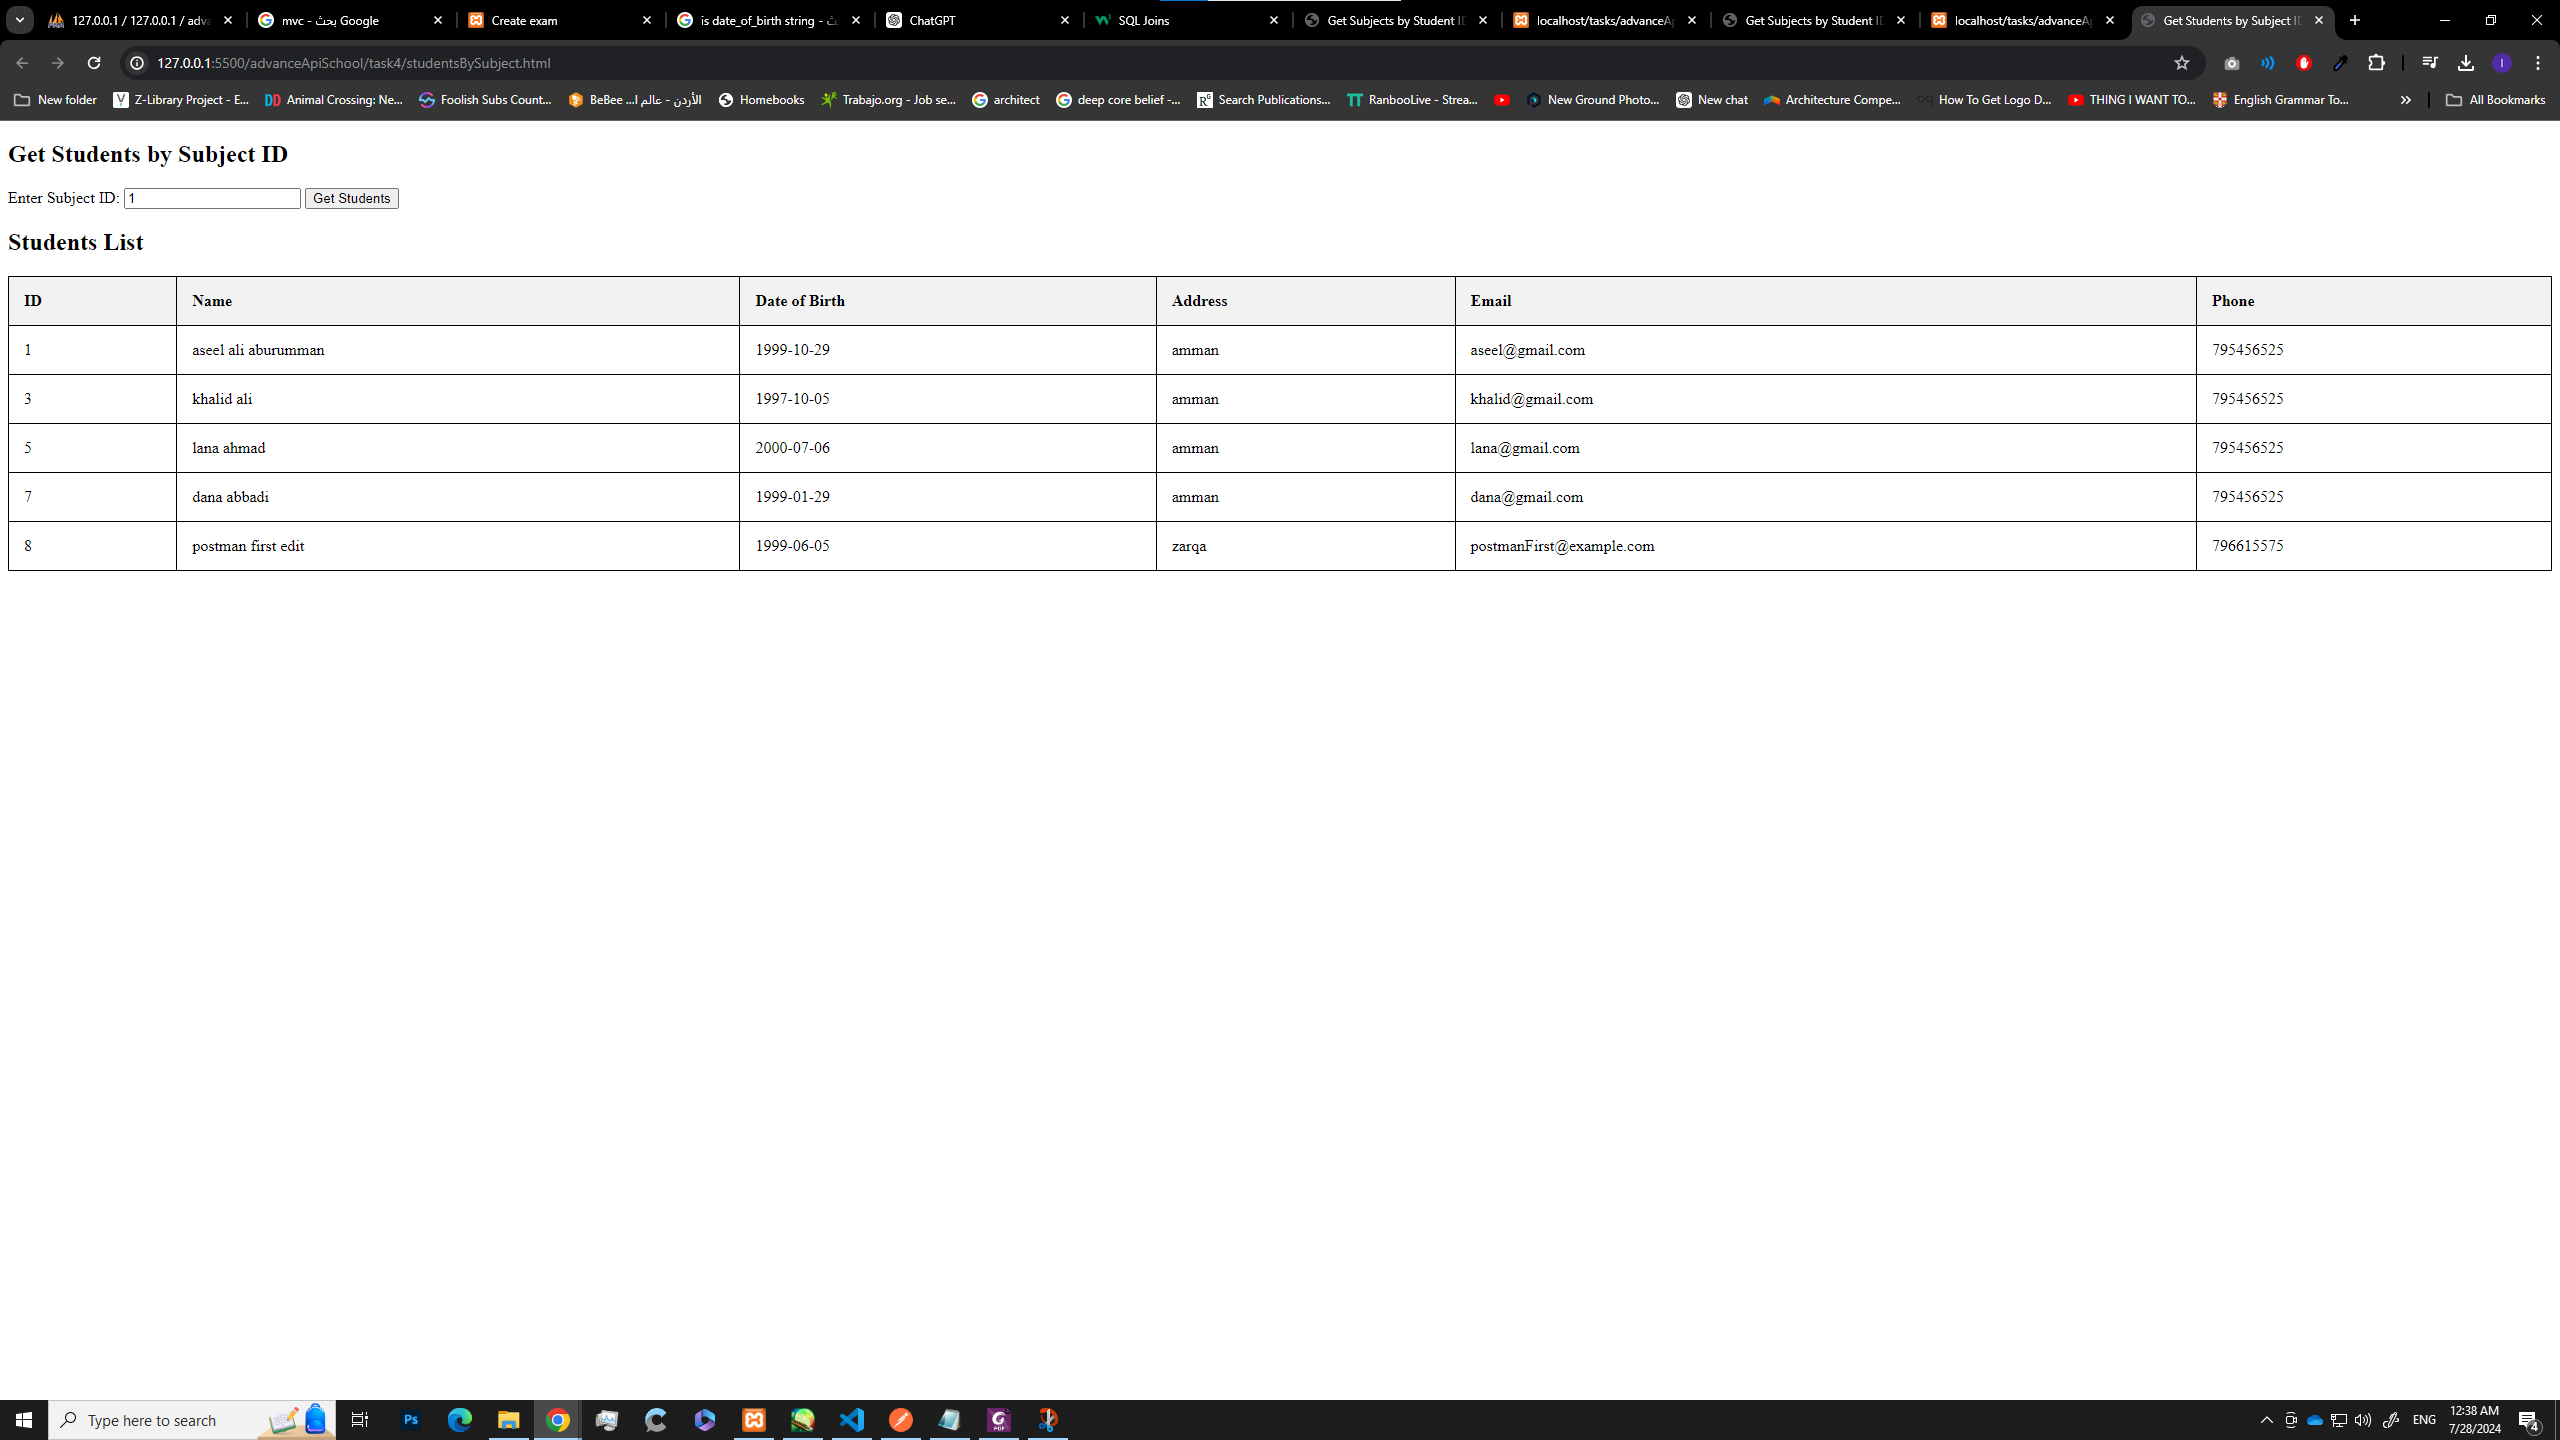 127.0.0.1 / 127.0.0.1 / adva
mvc - بحث Google
Create exam
is date_of_birth string -
ChatGPT
SQL Joins
Get Subjects by Student ID
localhost/tasks/advanceAp
Get Subjects by Student ID
localhost/tasks/advanceAp
Get Students by Subject ID
127.0.0.1:5500/advanceApiSchool/task4/studentsBySubject.html
New folder
Z-Library Project - E...
Animal Crossing: Ne...
Foolish Subs Count...
BeBee الأردن - عالم ا...
Homebooks
Trabajo.org - Job se...
architect
deep core belief -...
Search Publications...
RanbooLive - Strea...
New Ground Photo...
New chat
Architecture Compe...
How To Get Logo D...
THING I WANT TO...
English Grammar To...
All Bookmarks
Get Students by Subject ID
Enter Subject ID: 1 Get Students
Students List
ID Name Date of Birth Address Email Phone
1 aseel ali aburumman 1999-10-29 amman aseel@gmail.com 795456525
3 khalid ali 1997-10-05 amman khalid@gmail.com 795456525
5 lana ahmad 2000-07-06 amman lana@gmail.com 795456525
7 dana abbadi 1999-01-29 amman dana@gmail.com 795456525
8 postman first edit 1999-06-05 zarqa postmanFirst@example.com 796615575
Type here to search
ENG
12:38 AM
7/28/2024
4